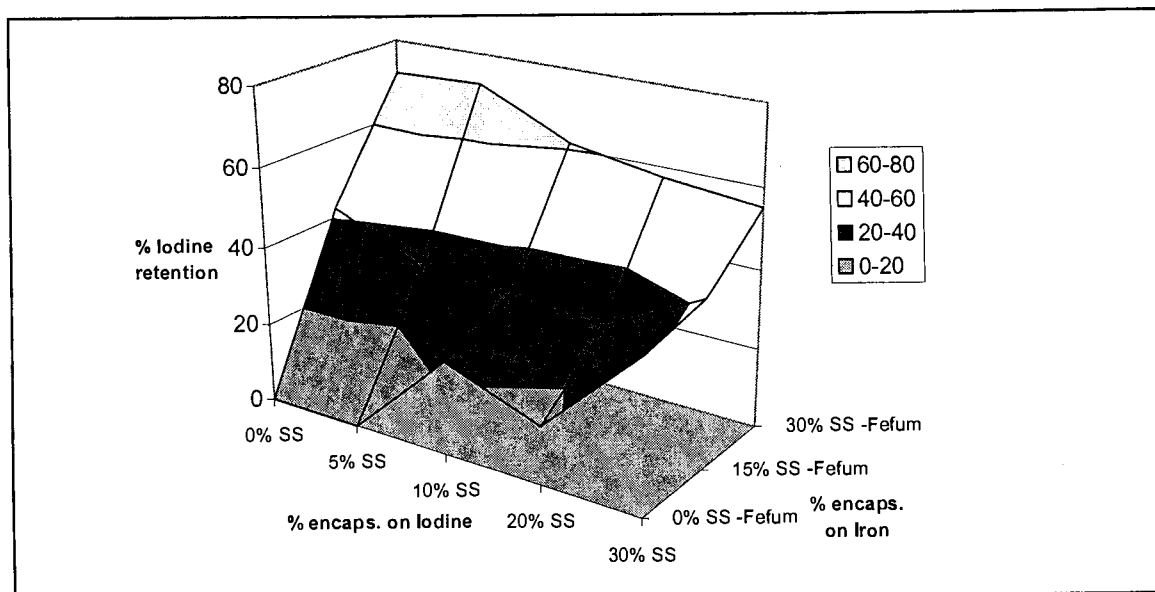 80
60
40
20
0
% Iodine
retention
0% SS
5% SS
10% SS
20% SS
30% SS
% encaps. on Iodine
0% SS -Fefum
15% SS -Fefum
30% SS -Fefum
% encaps.
on Iron
60-80
40-60
20-40
0-20